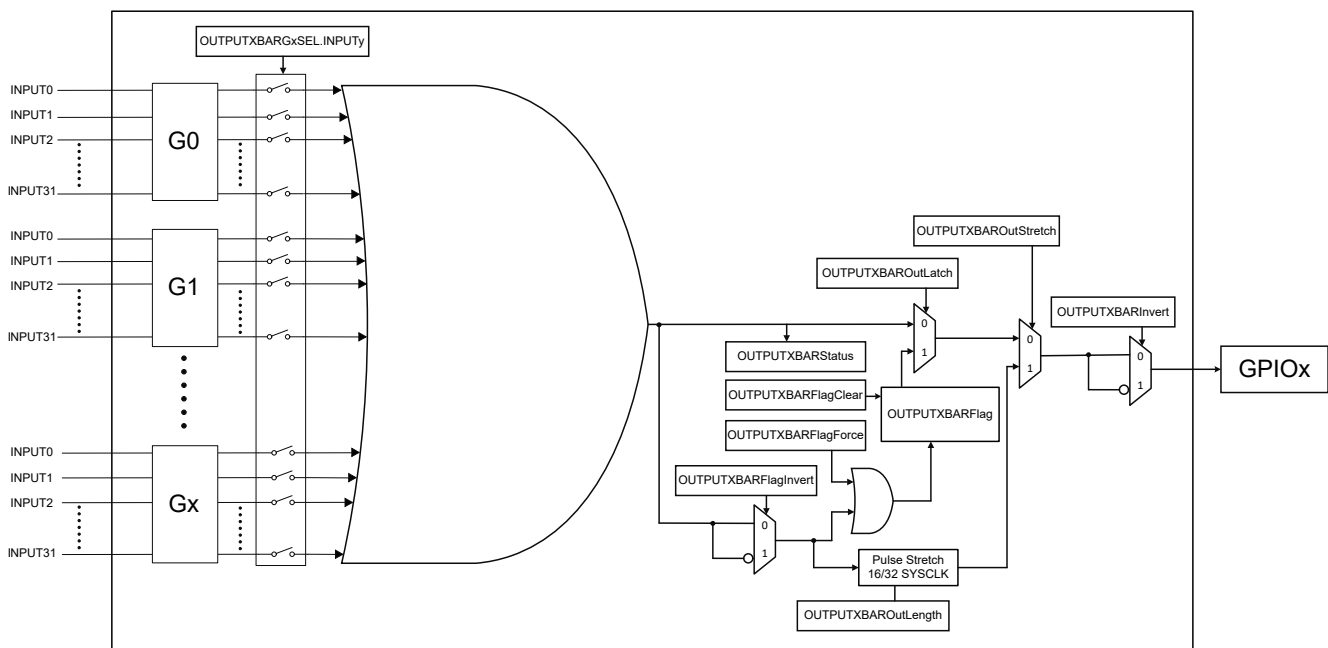 OUTPUTXBARGxSEL.INPUTy
INPUT0
INPUT1
INPUT2
INPUT31
G0
INPUT0
INPUT1
INPUT2
INPUT31
G1
INPUT0
INPUT1
INPUT2
INPUT31
Gx
OUTPUTXBAROutStretch
OUTPUTXBAROutLatch
OUTPUTXBARInvert
0
1
0
1
0
1
OUTPUTXBARStatus
GPIOx
OUTPUTXBARFlagClear
OUTPUTXBARFlag
OUTPUTXBARFlagForce
OUTPUTXBARFlagInvert
0
1
Pulse Stretch
16/32 SYSCLK
OUTPUTXBAROutLength